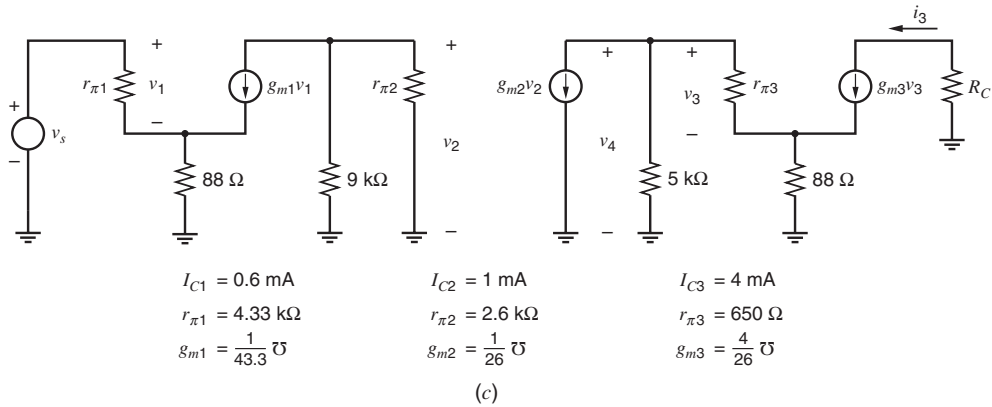 i3
+ + + + +
rπ1 v1 gm1v1 rπ2 gm2v2 v3 rπ3 gm3v3 RC
+ vs − − v2 v4 − −
88 Ω 9 kΩ 5 kΩ 88 Ω
− −
IC1 = 0.6 mA IC2 = 1 mA IC3 = 4 mA
rπ1 = 4.33 kΩ rπ2 = 2.6 kΩ rπ3 = 650 Ω
gm1 = 1/43.3 ℧ gm2 = 1/26 ℧ gm3 = 4/26 ℧
(c)